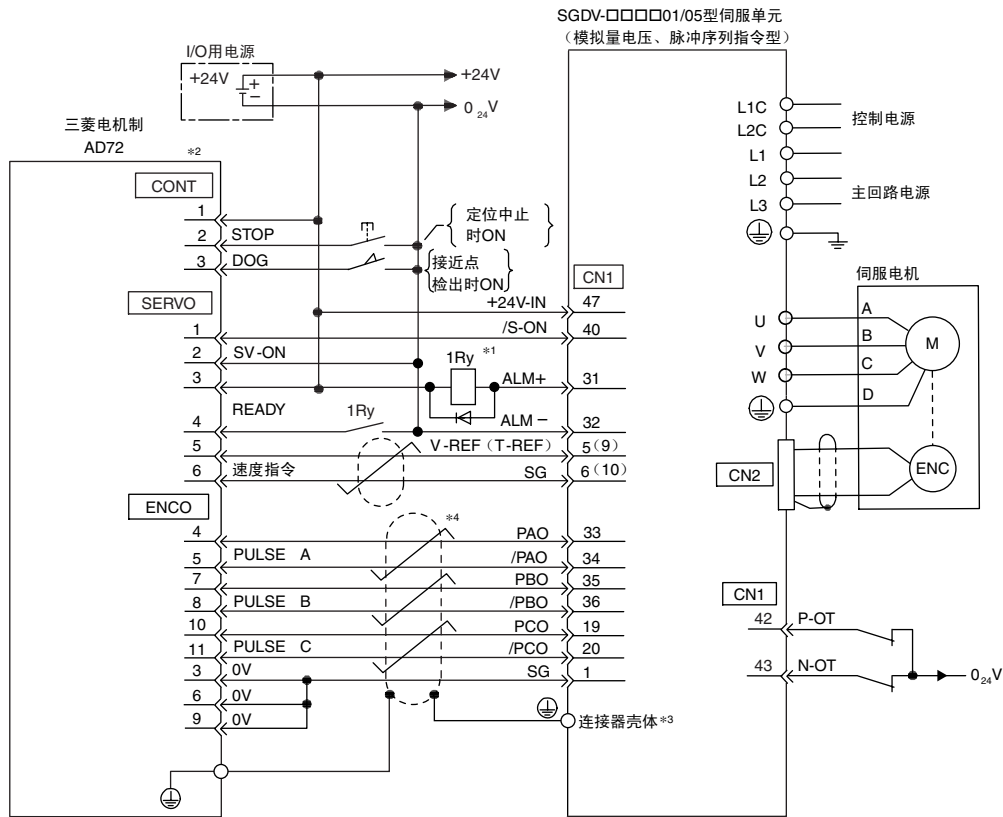 SGDV-□□□□01/05型伺服单元
（模拟量电压、脉冲序列指令型）
I/O用电源
+24V
+
−
+24V
0 24V
三菱电机制
AD72
*2
CONT
1
2 STOP
3 DOG
定位中止
时ON
接近点
检出时ON
SERVO
1
2 SV-ON
3
4 READY
5
6 速度指令
1Ry *1
1Ry
ENCO
4
5 PULSE A
7
8 PULSE B
10
11 PULSE C
3 0V
6 0V
9 0V
*4
CN1
+24V-IN 47
/S-ON 40
ALM+ 31
ALM− 32
V-REF（T-REF） 5（9）
SG 6（10）
PAO 33
/PAO 34
PBO 35
/PBO 36
PCO 19
/PCO 20
SG 1
连接器壳体*3
L1C
L2C
控制电源
L1
L2
L3
主回路电源
伺服电机
U A
V B
W C
D
M
CN2
ENC
CN1
42 P-OT
43 N-OT
0 24V